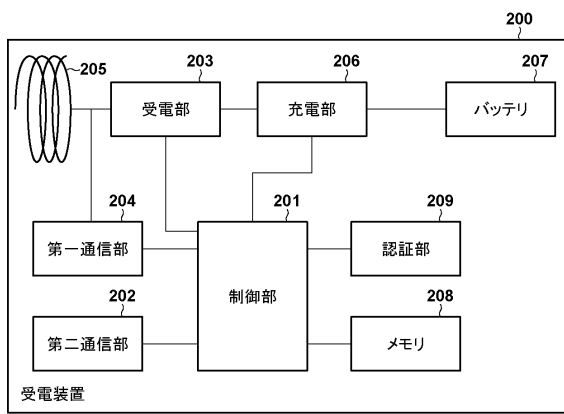 200
205
203
206
207
受電部
充電部
バッテリ
204
201
209
第一通信部
制御部
認証部
202
208
第二通信部
メモリ
受電装置